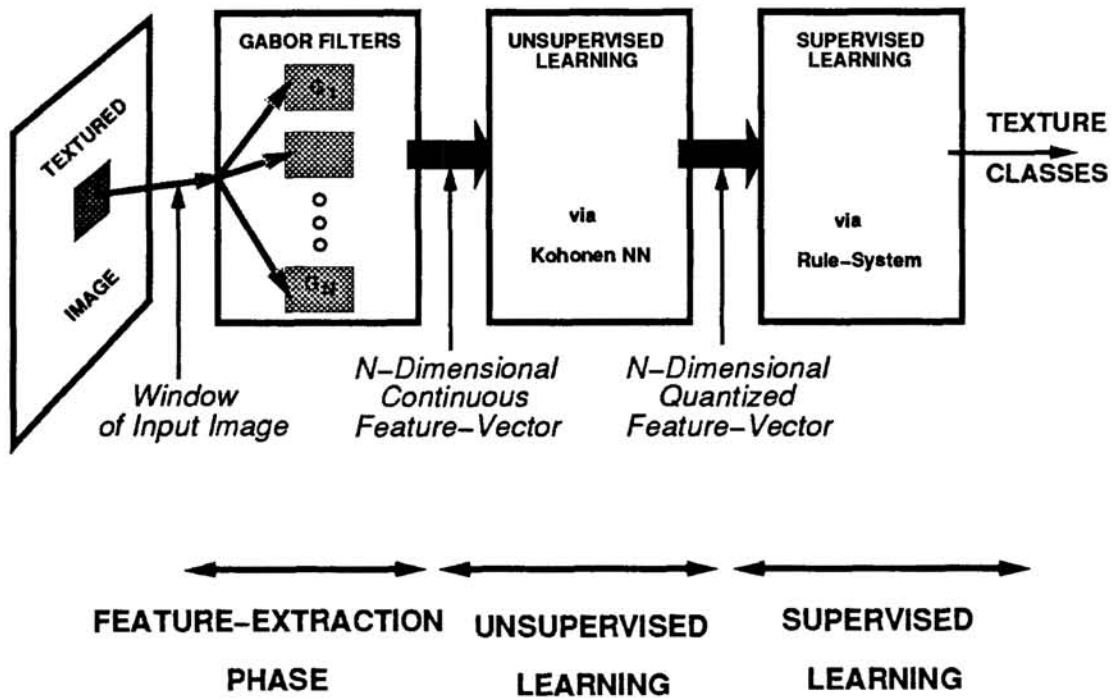 TEXTURED
IMAGE
GABOR FILTERS
G1
GN
UNSUPERVISED
LEARNING
via
Kohonen NN
SUPERVISED
LEARNING
via
Rule-System
TEXTURE
CLASSES
Window
of Input Image
N-Dimensional
Continuous
Feature-Vector
N-Dimensional
Quantized
Feature-Vector
FEATURE-EXTRACTION
PHASE
UNSUPERVISED
LEARNING
SUPERVISED
LEARNING